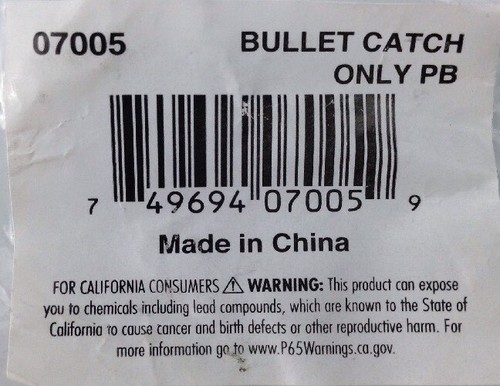 07005 BULLET CATCH
ONLY PB
7 49694 07005 9
Made in China
FOR CALIFORNIA CONSUMERS ⚠ WARNING: This product can expose
you to chemicals including lead compounds, which are known to the State of
California to cause cancer and birth defects or other reproductive harm. For
more information go to www.P65Warnings.ca.gov.